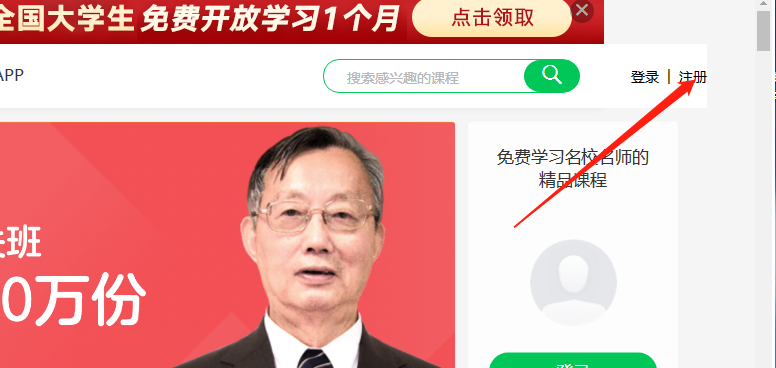 全国大学生 免费开放学习1个月 点击领取
APP
搜索感兴趣的课程
登录 | 注册
免费学习名校名师的
精品课程
班
0万份
登录